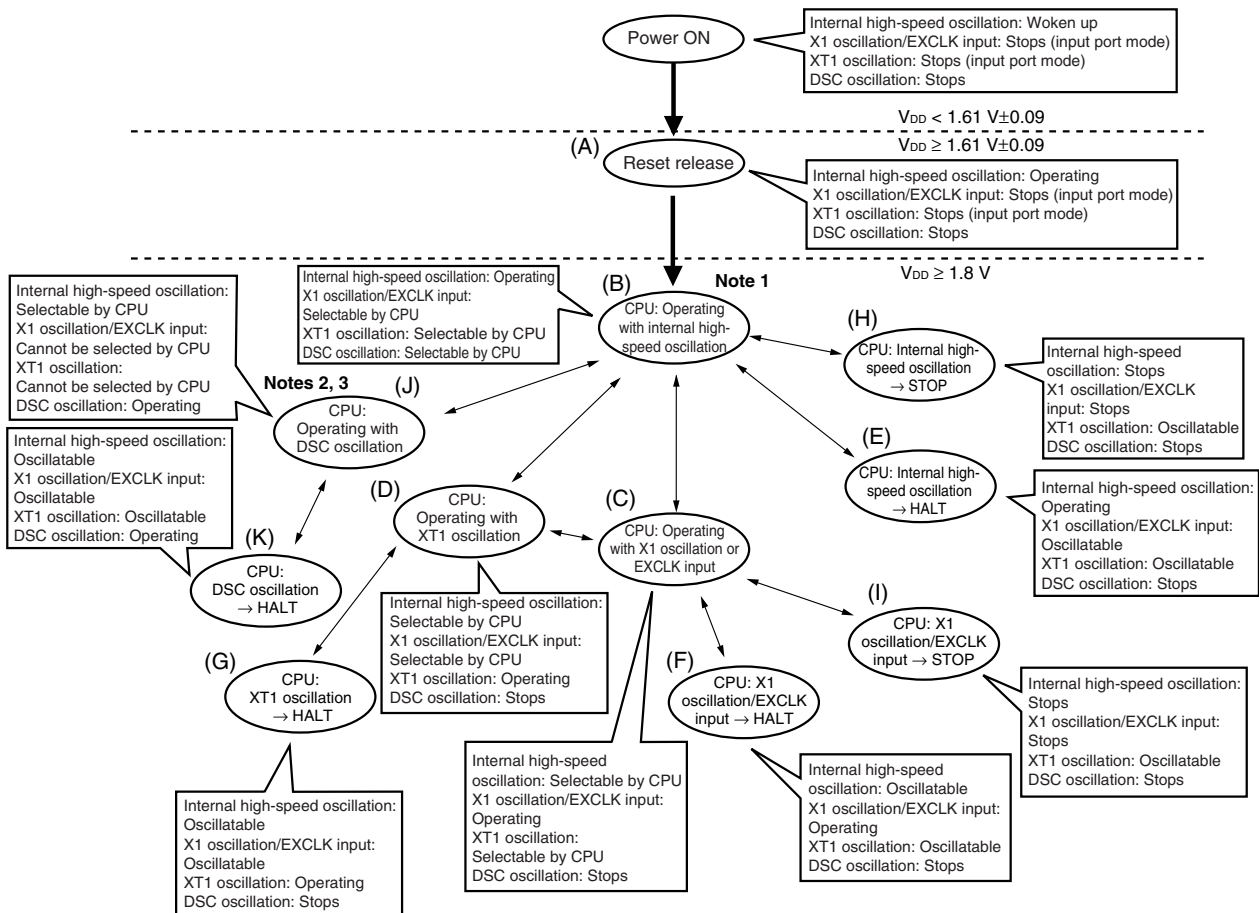 Power ON
Internal high-speed oscillation: Woken up
X1 oscillation/EXCLK input: Stops (input port mode)
XT1 oscillation: Stops (input port mode)
DSC oscillation: Stops
VDD < 1.61 V±0.09
VDD ≥ 1.61 V±0.09
(A)
Reset release
Internal high-speed oscillation: Operating
X1 oscillation/EXCLK input: Stops (input port mode)
XT1 oscillation: Stops (input port mode)
DSC oscillation: Stops
VDD ≥ 1.8 V
(B)
Note 1
CPU: Operating
with internal high-
speed oscillation
Internal high-speed oscillation: Operating
X1 oscillation/EXCLK input:
Selectable by CPU
XT1 oscillation: Selectable by CPU
DSC oscillation: Selectable by CPU
Internal high-speed oscillation:
Selectable by CPU
X1 oscillation/EXCLK input:
Cannot be selected by CPU
XT1 oscillation:
Cannot be selected by CPU
DSC oscillation: Operating
Notes 2, 3
(J)
CPU:
Operating with
DSC oscillation
(H)
CPU: Internal high-
speed oscillation
→ STOP
Internal high-speed
oscillation: Stops
X1 oscillation/EXCLK
input: Stops
XT1 oscillation: Oscillatable
DSC oscillation: Stops
(E)
CPU: Internal high-
speed oscillation
→ HALT
Internal high-speed oscillation:
Operating
X1 oscillation/EXCLK input:
Oscillatable
XT1 oscillation: Oscillatable
DSC oscillation: Stops
Internal high-speed oscillation:
Oscillatable
X1 oscillation/EXCLK input:
Oscillatable
XT1 oscillation: Oscillatable
DSC oscillation: Operating
(K)
CPU:
DSC oscillation
→ HALT
(D)
CPU:
Operating with
XT1 oscillation
Internal high-speed oscillation:
Selectable by CPU
X1 oscillation/EXCLK input:
Selectable by CPU
XT1 oscillation: Operating
DSC oscillation: Stops
(C)
CPU: Operating
with X1 oscillation or
EXCLK input
(I)
CPU: X1
oscillation/EXCLK
input → STOP
Internal high-speed oscillation:
Stops
X1 oscillation/EXCLK input:
Stops
XT1 oscillation: Oscillatable
DSC oscillation: Stops
(G)
CPU:
XT1 oscillation
→ HALT
Internal high-speed oscillation:
Oscillatable
X1 oscillation/EXCLK input:
Oscillatable
XT1 oscillation: Operating
DSC oscillation: Stops
(F)
CPU: X1
oscillation/EXCLK
input → HALT
Internal high-speed
oscillation: Selectable by CPU
X1 oscillation/EXCLK input:
Operating
XT1 oscillation:
Selectable by CPU
DSC oscillation: Stops
Internal high-speed
oscillation: Oscillatable
X1 oscillation/EXCLK input:
Operating
XT1 oscillation: Oscillatable
DSC oscillation: Stops